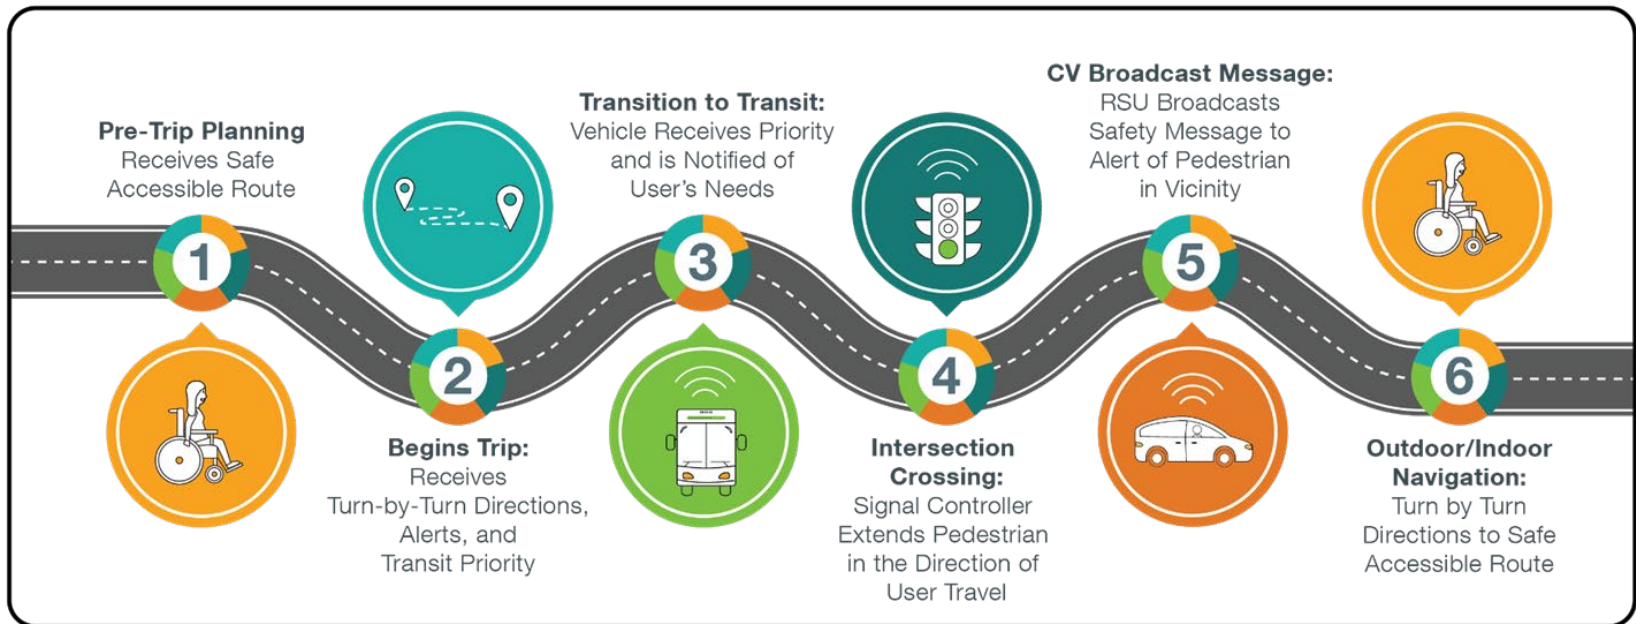 Pre-Trip Planning
Receives Safe
Accessible Route
1
2
Begins Trip:
Receives
Turn-by-Turn Directions,
Alerts, and
Transit Priority
Transition to Transit:
Vehicle Receives Priority
and is Notified of
User's Needs
3
4
Intersection
Crossing:
Signal Controller
Extends Pedestrian
in the Direction of
User Travel
CV Broadcast Message:
RSU Broadcasts
Safety Message to
Alert of Pedestrian
in Vicinity
5
6
Outdoor/Indoor
Navigation:
Turn by Turn
Directions to Safe
Accessible Route